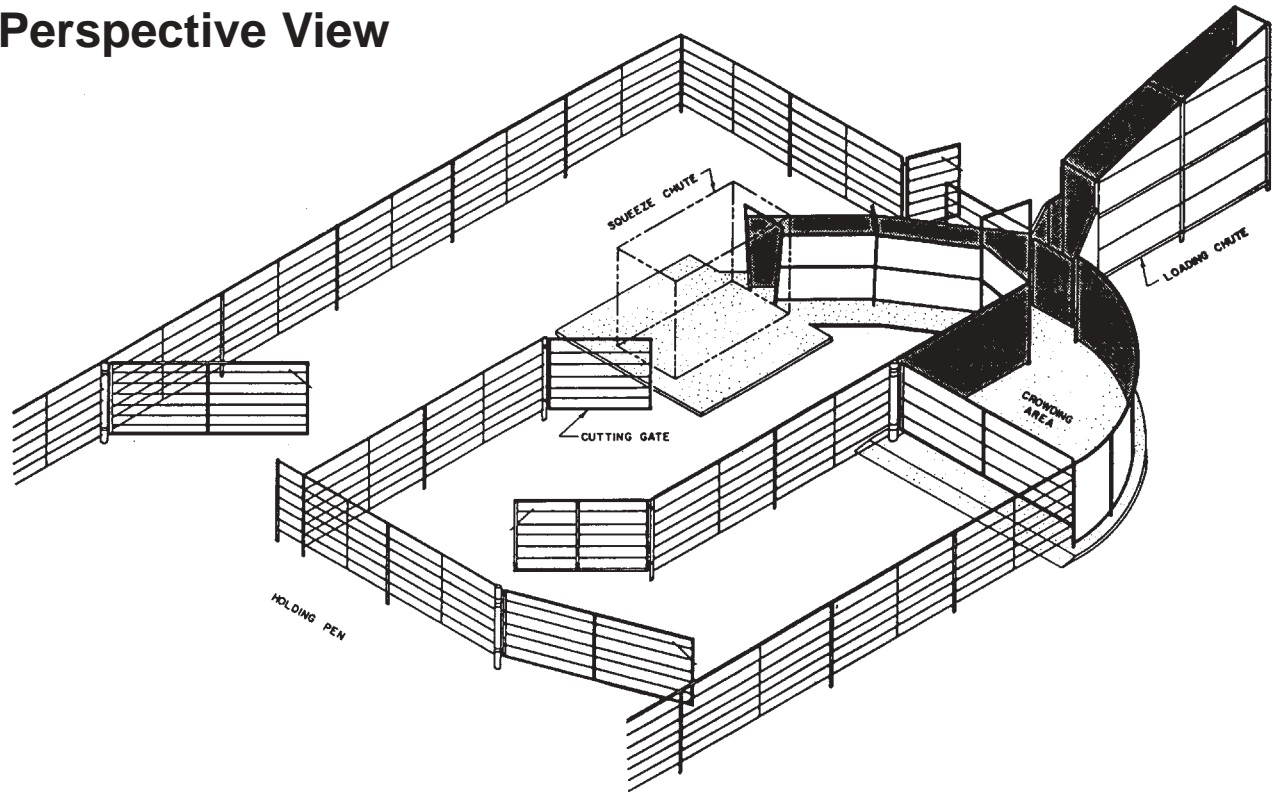 Perspective View
SQUEEZE CHUTE
LOADING CHUTE
CROWDING
AREA
CUTTING GATE
HOLDING PEN